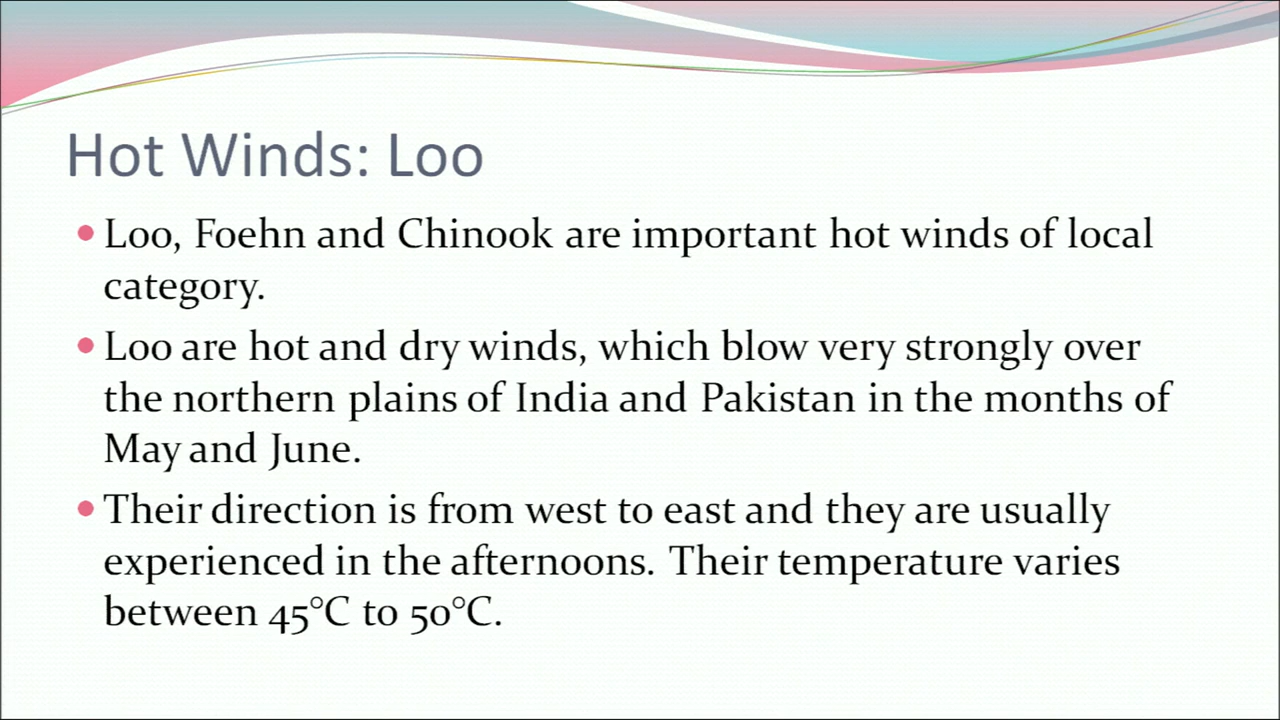 Hot Winds: Loo
• Loo, Foehn and Chinook are important hot winds of local
category.
• Loo are hot and dry winds, which blow very strongly over
the northern plains of India and Pakistan in the months of
May and June.
• Their direction is from west to east and they are usually
experienced in the afternoons. Their temperature varies
between 45°C to 50°C.